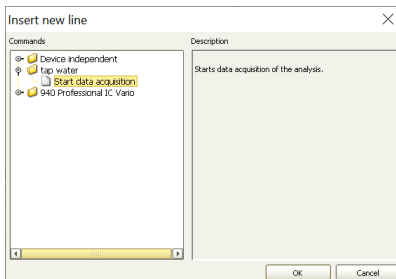 Insert new line
Commands
Description
Device independent
tap water
Start data acquisition
940 Professional IC Vario
Starts data acquisition of the analysis.
OK
Cancel